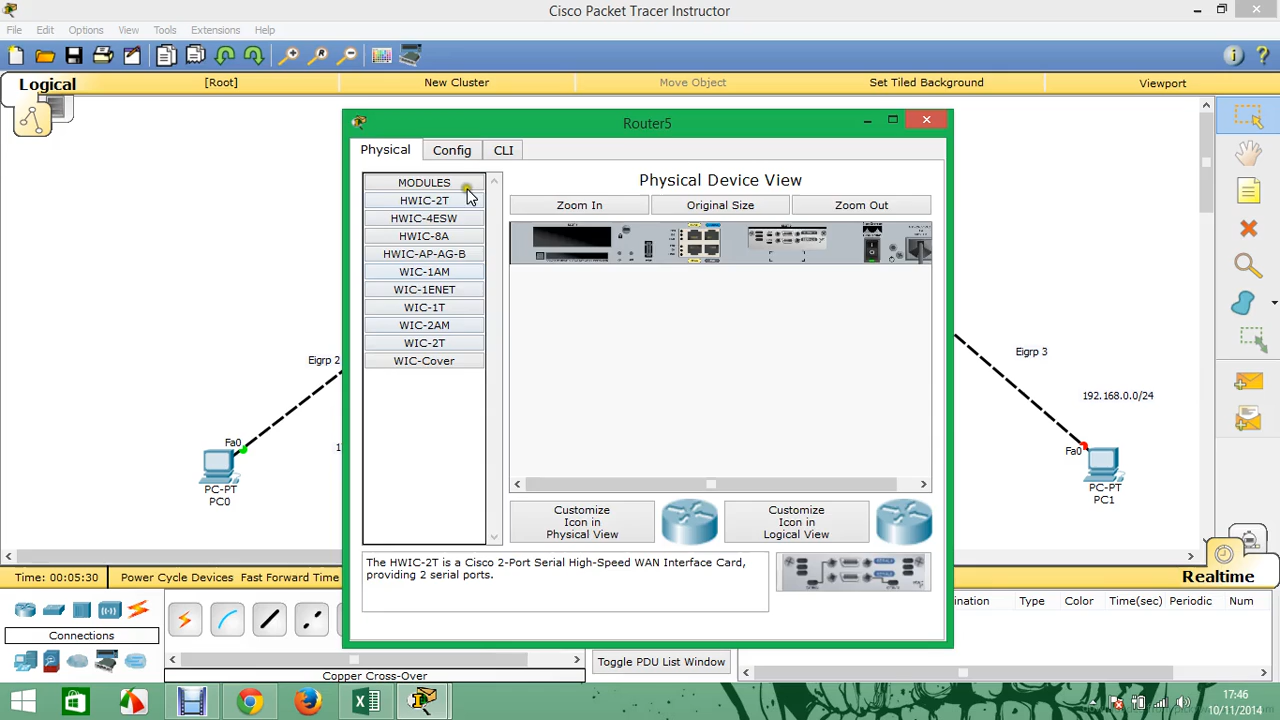 Cisco Packet Tracer Instructor
File Edit Options View Tools Extensions Help
Logical
[Root]
New Cluster
Move Object
Set Tiled Background
Viewport
Router5
Physical
Config
CLI
MODULES
HWIC-2T
HWIC-4ESW
HWIC-8A
HWIC-AP-AG-B
WIC-1AM
WIC-1ENET
WIC-1T
WIC-2AM
WIC-2T
WIC-Cover
Physical Device View
Zoom In
Original Size
Zoom Out
Customize
Icon in
Physical View
Customize
Icon in
Logical View
The HWIC-2T is a Cisco 2-Port Serial High-Speed WAN Interface Card,
providing 2 serial ports.
Eigrp 2
Fa0
PC-PT
PC0
Eigrp 3
192.168.0.0/24
Fa0
PC-PT
PC1
Time: 00:05:30
Power Cycle Devices
Fast Forward Time
Realtime
Connections
Copper Cross-Over
Toggle PDU List Window
ination
Type
Color
Time(sec)
Periodic
Num
17:46
10/11/2014